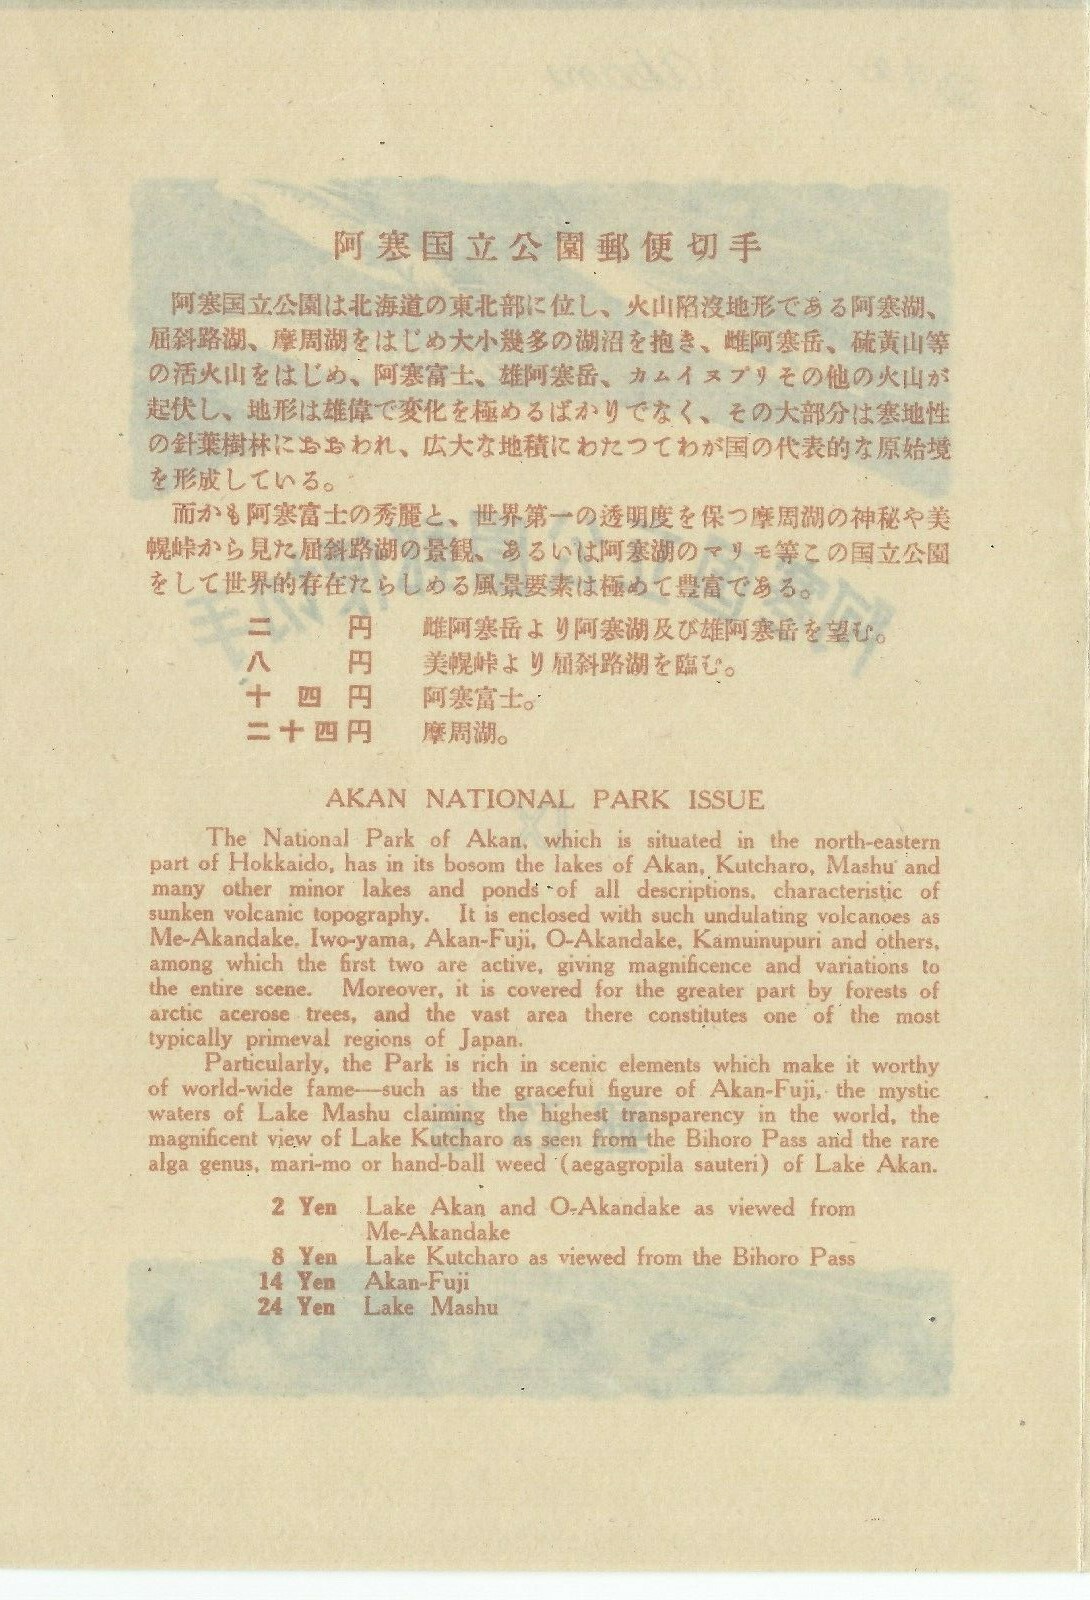 阿寒国立公園郵便切手
阿寒国立公園は北海道の東北部に位し、火山陥沒地形である阿寒湖、
屈斜路湖、摩周湖をはじめ大小幾多の湖沼を抱き、雌阿寒岳、硫黄山等
の活火山をはじめ、阿寒富士、雄阿寒岳、カムイヌプリその他の火山が
起伏し、地形は雄偉で変化を極めるばかりでなく、その大部分は寒地性
の針葉樹林におおわれ、広大な地積にわたつてわが国の代表的な原始境
を形成している。
而かも阿寒富士の秀麗と、世界第一の透明度を保つ摩周湖の神秘や美
幌峠から見た屈斜路湖の景観、あるいは阿寒湖のマリモ等この国立公園
をして世界的存在たらしめる風景要素は極めて豊富である。
二円 雌阿寒岳より阿寒湖及び雄阿寒岳を望む。
八円 美幌峠より屈斜路湖を臨む。
十四円 阿寒富士。
二十四円 摩周湖。
AKAN NATIONAL PARK ISSUE
The National Park of Akan, which is situated in the north-eastern
part of Hokkaido, has in its bosom the lakes of Akan, Kutcharo, Mashu and
many other minor lakes and ponds of all descriptions, characteristic of
sunken volcanic topography. It is enclosed with such undulating volcanoes as
Me-Akandake, Iwo-yama, Akan-Fuji, O-Akandake, Kamuinupuri and others,
among which the first two are active, giving magnificence and variations to
the entire scene. Moreover, it is covered for the greater part by forests of
arctic acerose trees, and the vast area there constitutes one of the most
typically primeval regions of Japan.
Particularly, the Park is rich in scenic elements which make it worthy
of world-wide fame—such as the graceful figure of Akan-Fuji, the mystic
waters of Lake Mashu claiming the highest transparency in the world, the
magnificent view of Lake Kutcharo as seen from the Bihoro Pass and the rare
alga genus, mari-mo or hand-ball weed (aegagropila sauteri) of Lake Akan.
2 Yen Lake Akan and O-Akandake as viewed from
Me-Akandake
8 Yen Lake Kutcharo as viewed from the Bihoro Pass
14 Yen Akan-Fuji
24 Yen Lake Mashu